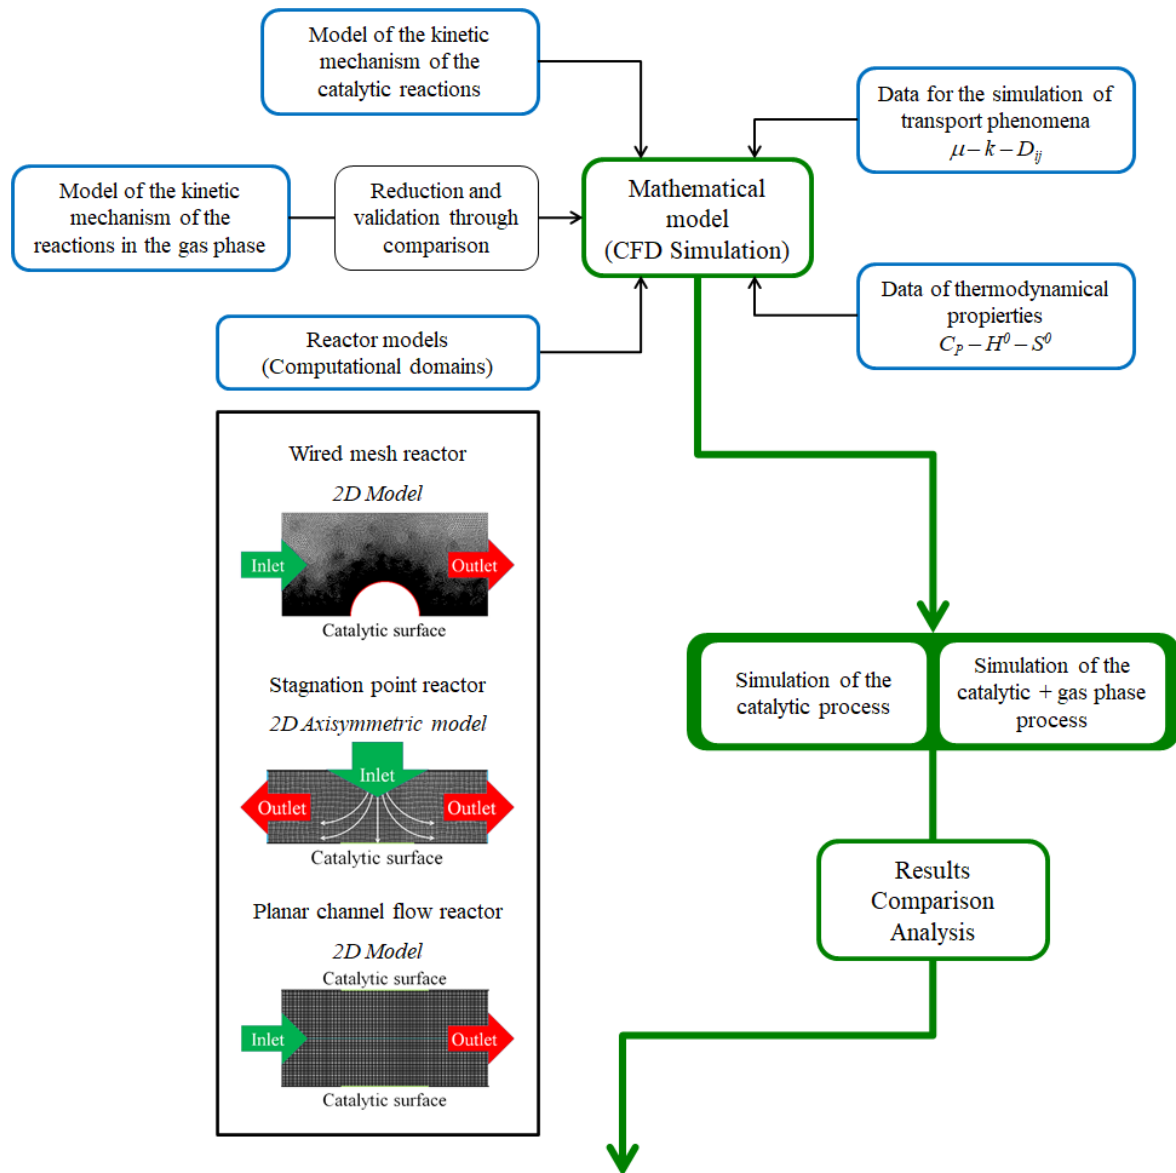 Model of the kinetic
mechanism of the
catalytic reactions
Data for the simulation of
transport phenomena
μ – k – D_ij
Model of the kinetic
mechanism of the
reactions in the gas phase
Reduction and
validation through
comparison
Mathematical
model
(CFD Simulation)
Data of thermodynamical
propierties
C_P – H⁰ – S⁰
Reactor models
(Computational domains)
Wired mesh reactor
2D Model
Inlet
Outlet
Catalytic surface
Stagnation point reactor
2D Axisymmetric model
Inlet
Outlet
Outlet
Catalytic surface
Planar channel flow reactor
2D Model
Catalytic surface
Inlet
Outlet
Catalytic surface
Simulation of the
catalytic process
Simulation of the
catalytic + gas phase
process
Results
Comparison
Analysis